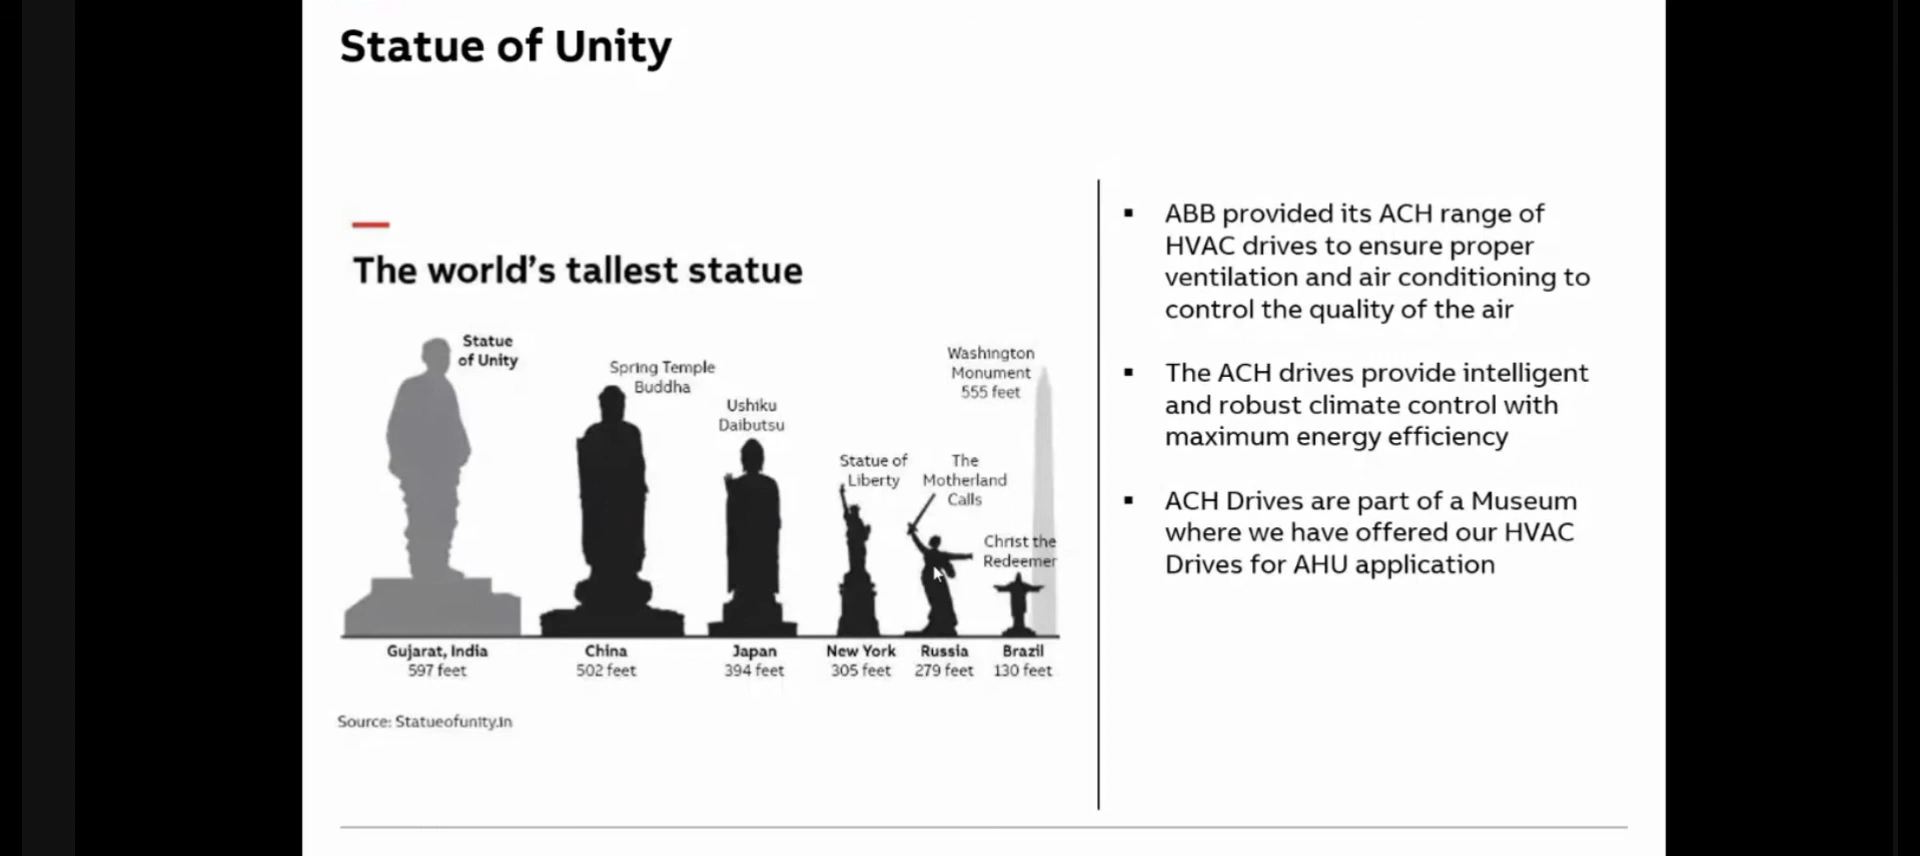 Statue of Unity
The world's tallest statue
Statue
of Unity
Spring Temple
Buddha
Ushiku
Daibutsu
Statue of
Liberty
The
Motherland
Calls
Christ the
Redeemer
Washington
Monument
555 feet
Gujarat, India
597 feet
China
502 feet
Japan
394 feet
New York
305 feet
Russia
279 feet
Brazil
130 feet
Source: Statueofunity.in
▪ ABB provided its ACH range of
HVAC drives to ensure proper
ventilation and air conditioning to
control the quality of the air
▪ The ACH drives provide intelligent
and robust climate control with
maximum energy efficiency
▪ ACH Drives are part of a Museum
where we have offered our HVAC
Drives for AHU application